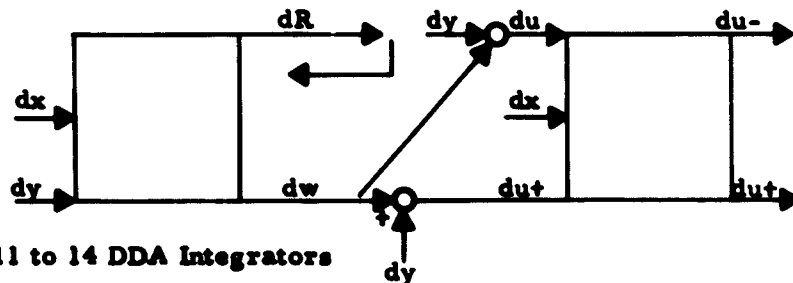 dR dy du du-
dx dx
dy dw + du+ du+
dy
11 to 14 DDA Integrators